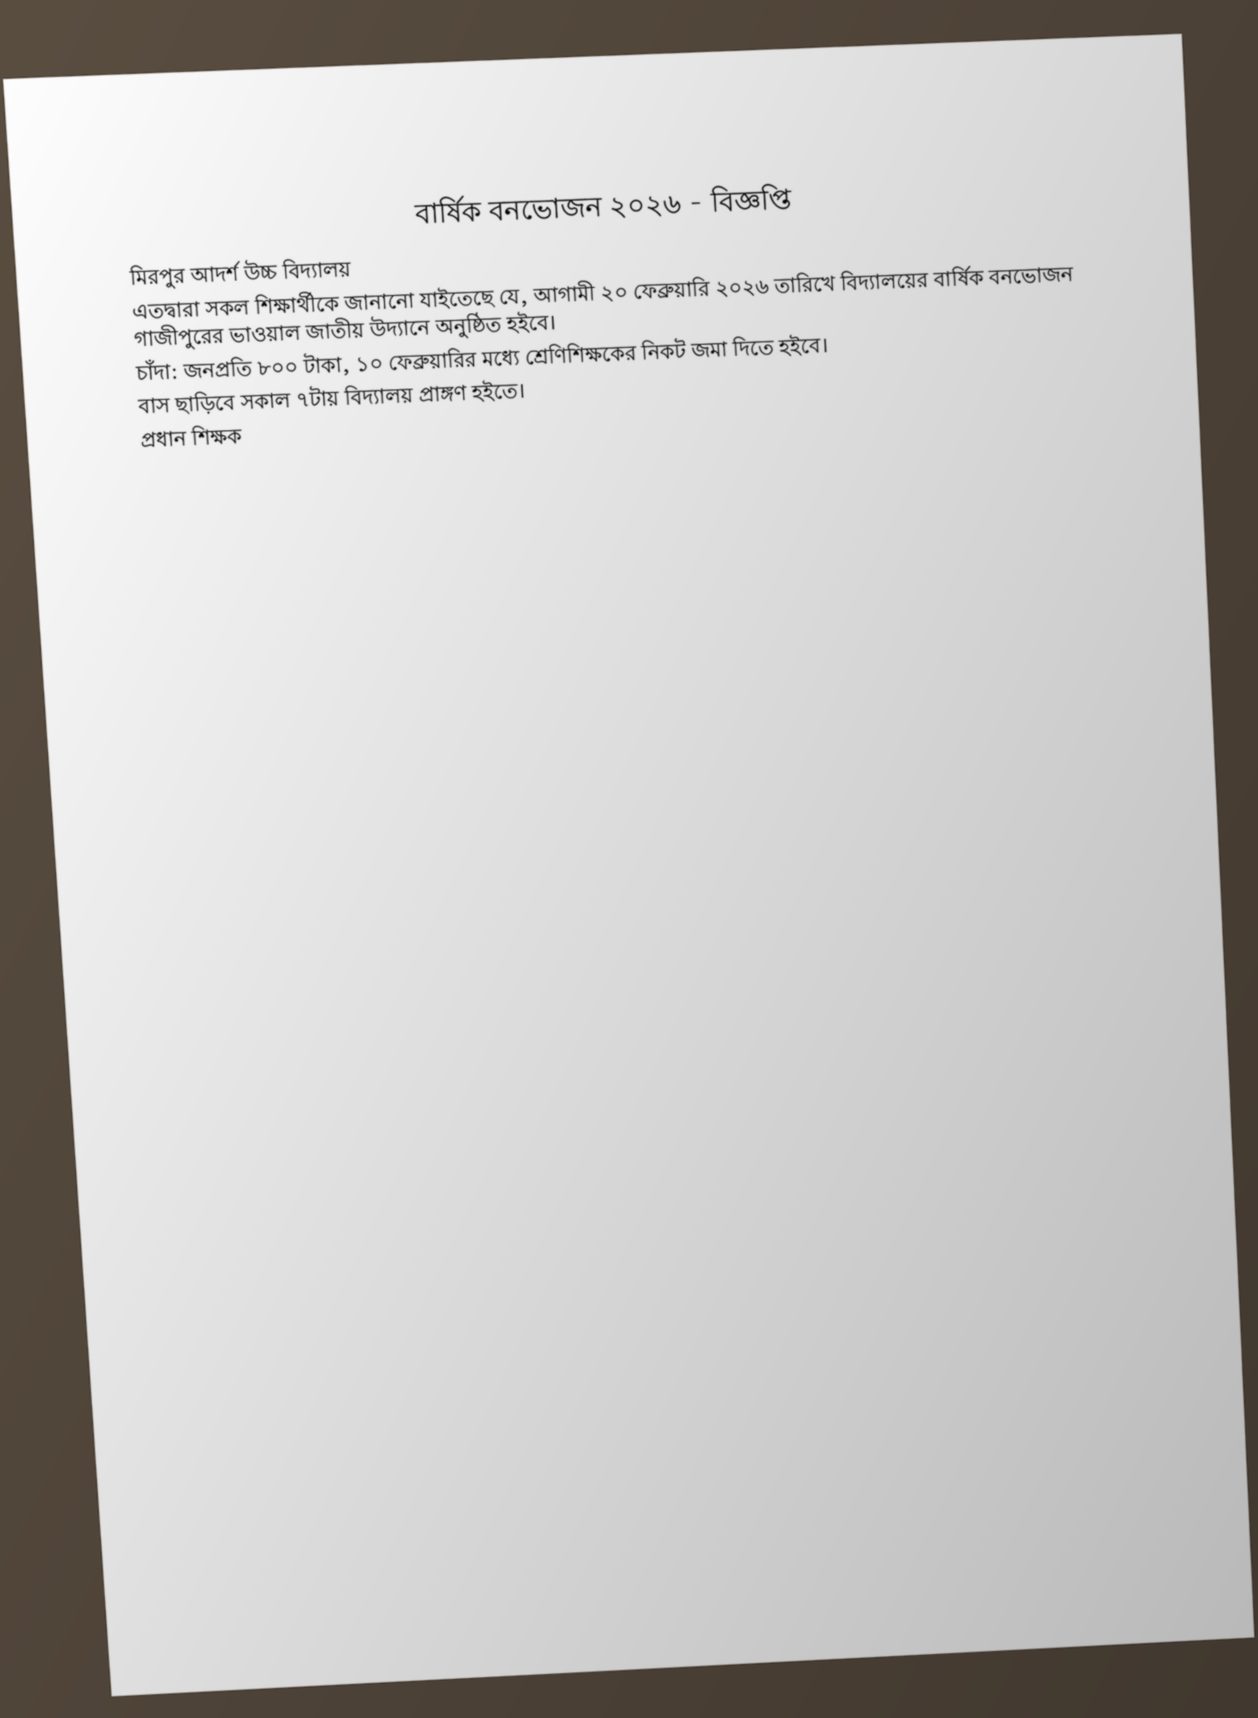 বার্ষিক বনভোজন ২০২৬ - বিজ্ঞপ্তি
মিরপুর আদর্শ উচ্চ বিদ্যালয়
এতদ্বারা সকল শিক্ষার্থীকে জানানো যাইতেছে যে, আগামী ২০ ফেব্রুয়ারি ২০২৬ তারিখে বিদ্যালয়ের বার্ষিক বনভোজন
গাজীপুরের ভাওয়াল জাতীয় উদ্যানে অনুষ্ঠিত হইবে।
চাঁদা: জনপ্রতি ৮০০ টাকা, ১০ ফেব্রুয়ারির মধ্যে শ্রেণিশিক্ষকের নিকট জমা দিতে হইবে।
বাস ছাড়িবে সকাল ৭টায় বিদ্যালয় প্রাঙ্গণ হইতে।
প্রধান শিক্ষক